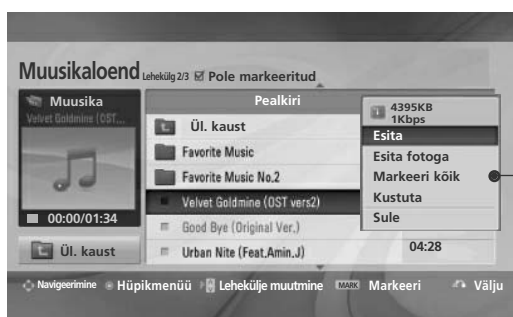 Muusikaloend Lehekülg 2/3 Pole markeeritud
Muusika
Velvet Goldmine (OST...
00:00/01:34
Ül. kaust
Pealkiri
Ül. kaust
Favorite Music
Favorite Music No.2
Velvet Goldmine (OST vers2)
Good Bye (Original Ver.)
Urban Nite (Feat.Amin.J)
04:28
4395KB
1Kbps
Esita
Esita fotoga
Markeeri kõik
Kustuta
Sule
Navigeerimine Hüpikmenüü Lehekülje muutmine MARK Markeeri Välju